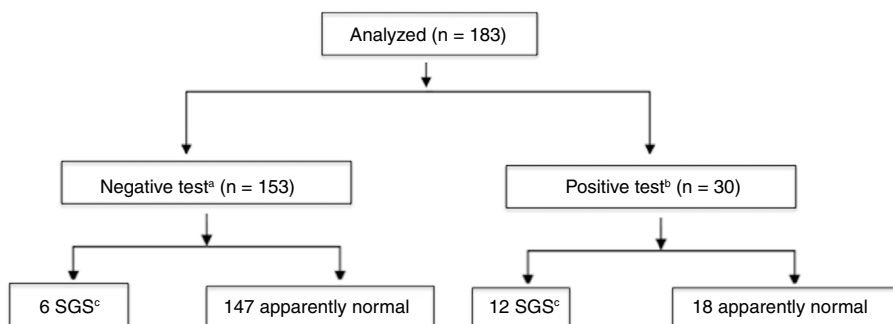 Analyzed (n = 183)
Negative testᵃ (n = 153)
Positive testᵇ (n = 30)
6 SGSᶜ
147 apparently normal
12 SGSᶜ
18 apparently normal